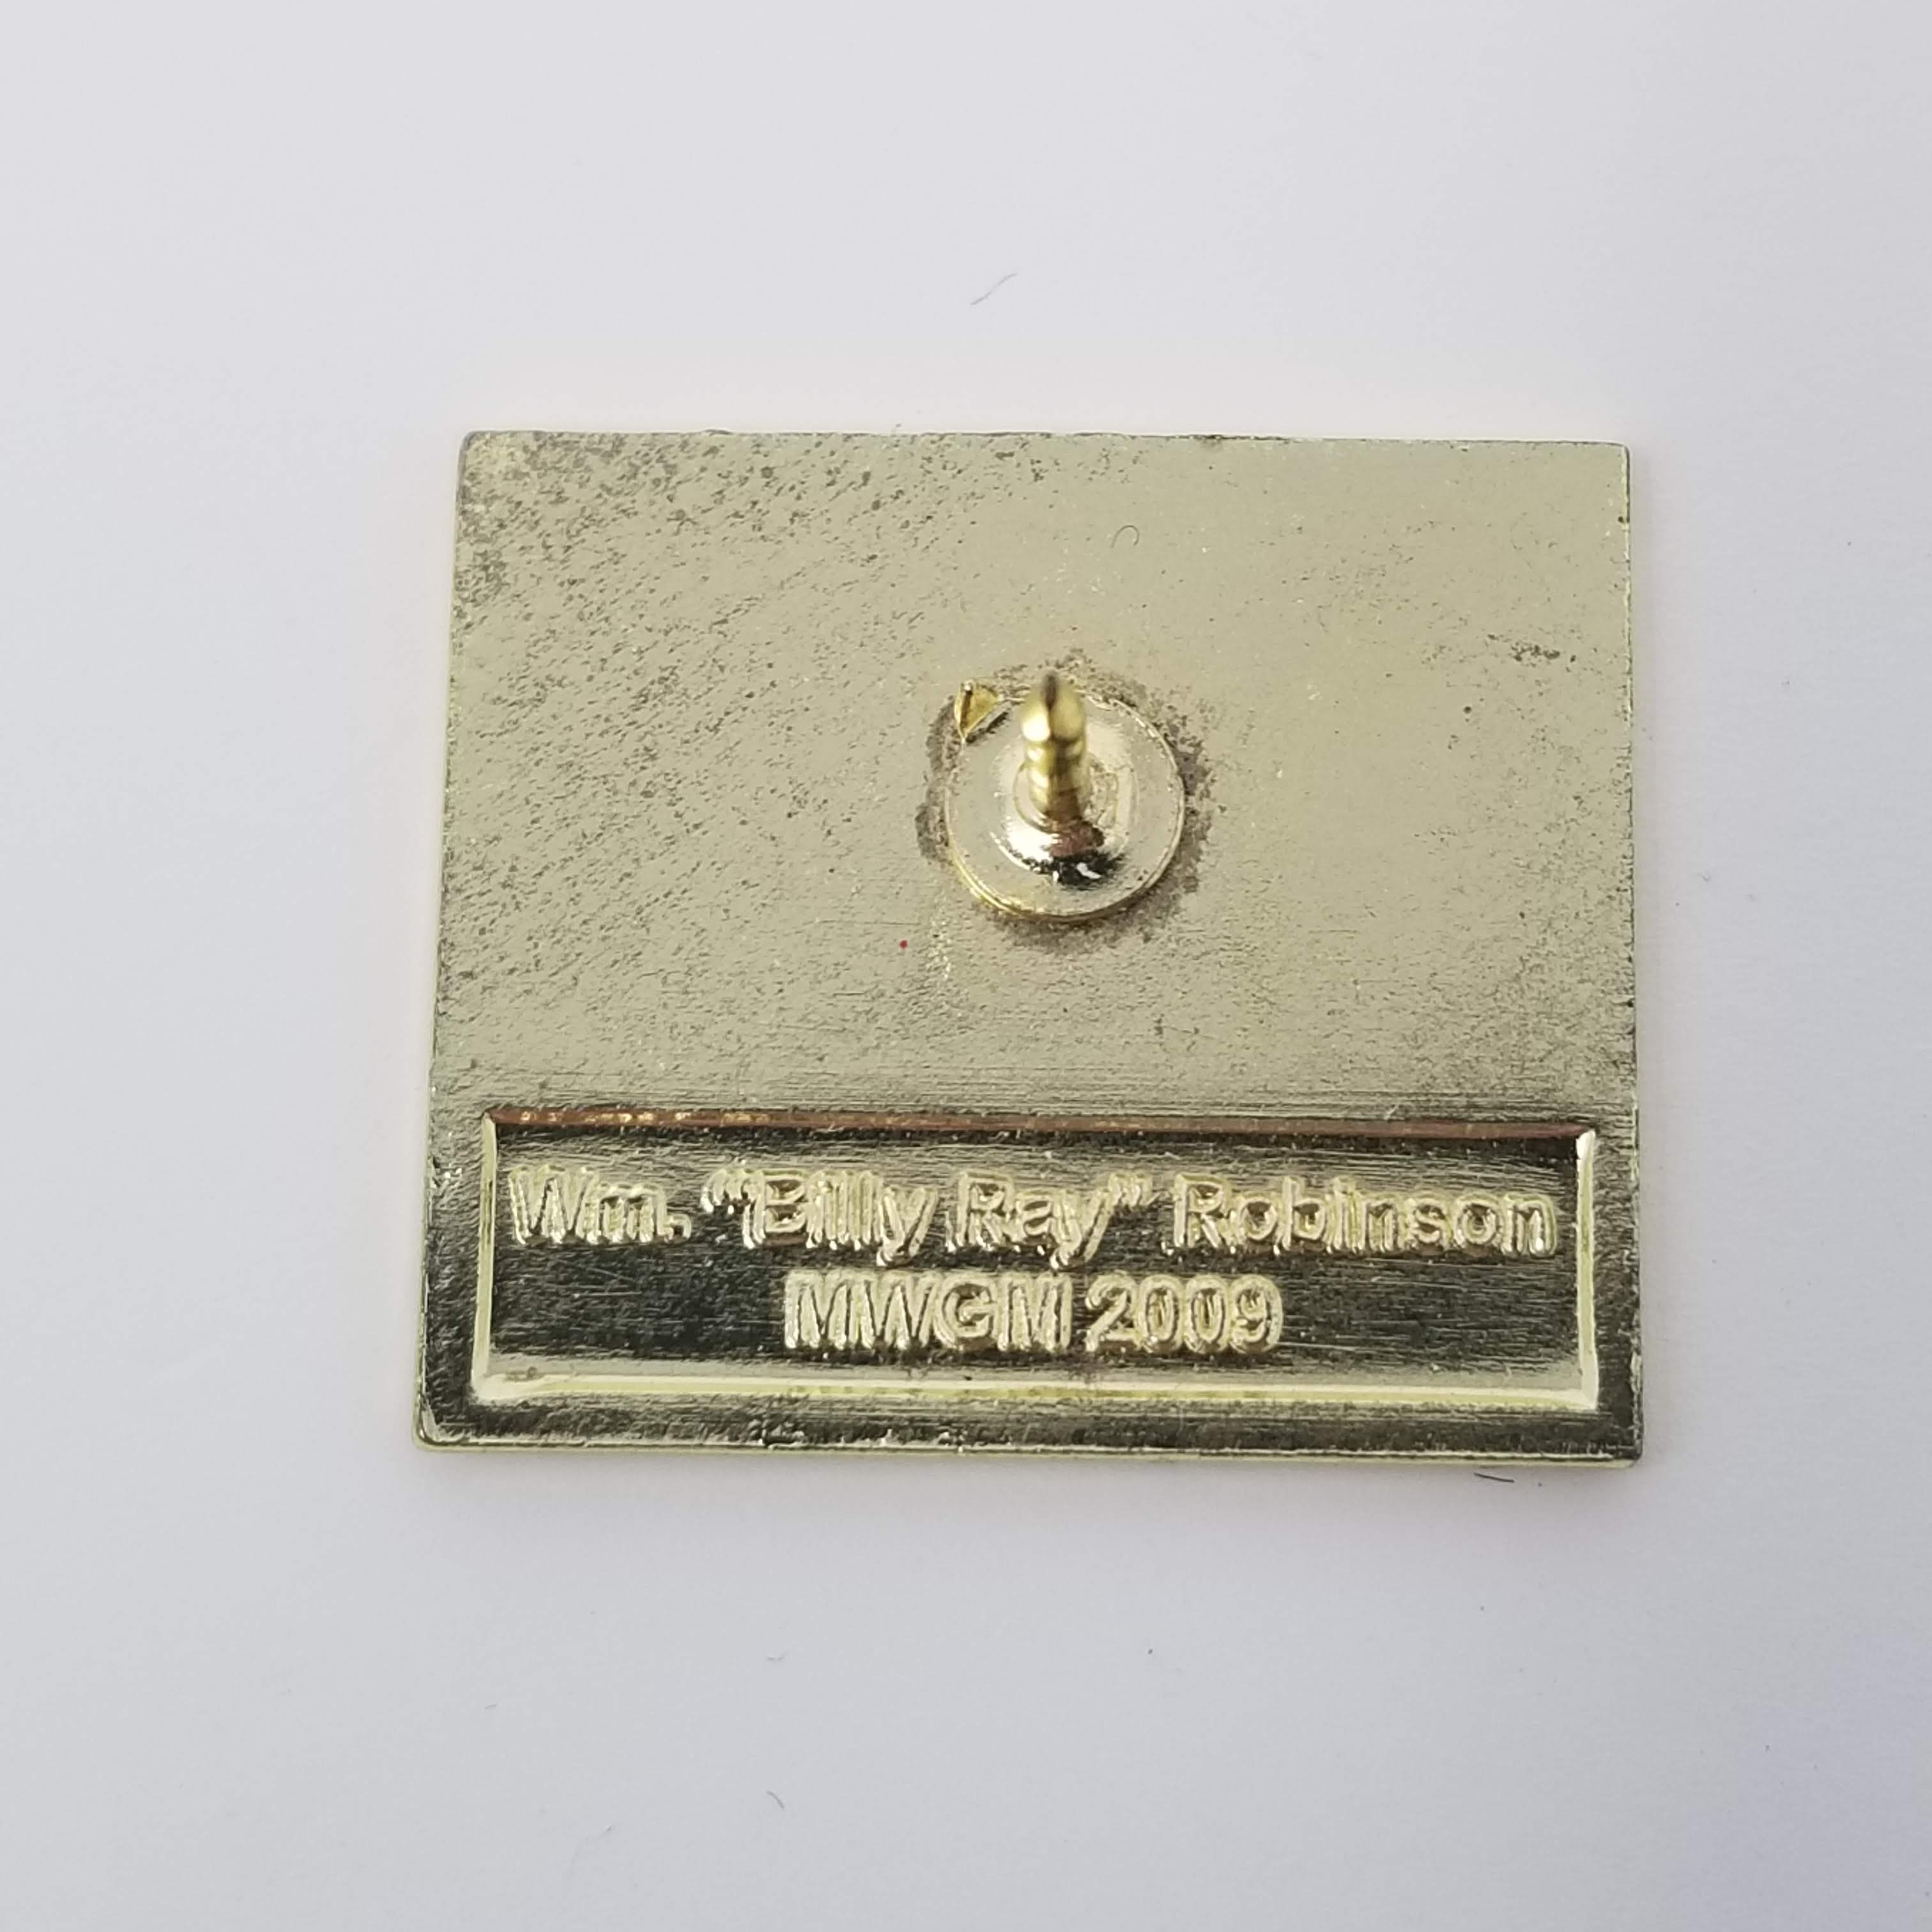 Wm. “Billy Ray” Robinson
MWGM 2009